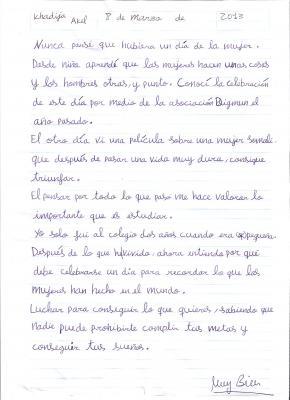 Khadija Akel 8 de Marzo de 2013
Nunca pensé que hubiera un día de la mujer.
Desde niña aprendí que las mujeres hacen unas cosas
y los hombres otras, y punto. Conocí la celebración
de este día por medio de la asociación Digmun el
año pasado.
El otro día vi una película sobre una mujer somalí
que después de pasar una vida muy dura, consigue
triunfar.
El pensar por todo lo que paso me hace valorar lo
importante que es estudiar.
Yo solo fui al colegio dos años cuando era pequeña.
Después de lo que he vivido, ahora entiendo por qué
debe celebrarse un día para recordar lo que las
mujeres han hecho en el mundo.
Luchar para conseguir lo que quieres, sabiendo que
nadie puede prohibirte complir tus metas y
conseguir tus sueños.
Muy Bien